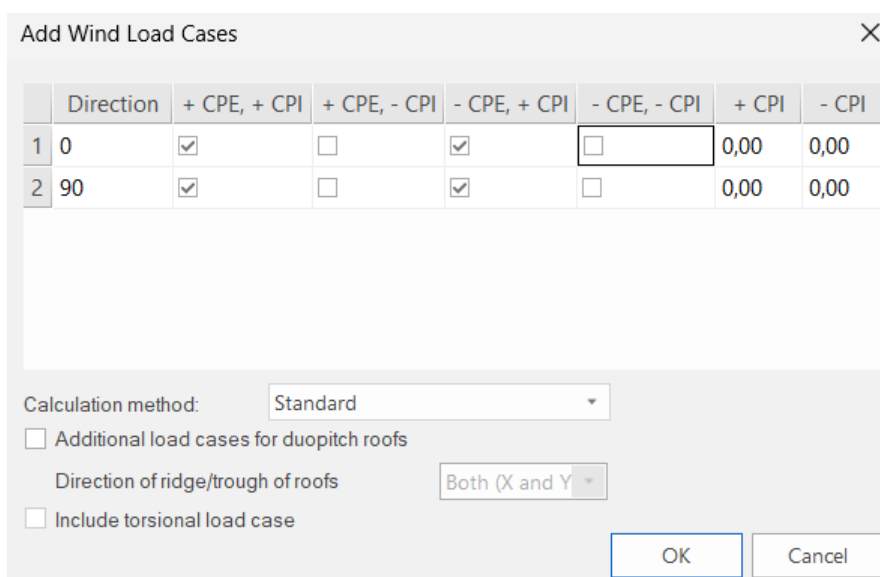 Add Wind Load Cases
Direction + CPE, + CPI + CPE, - CPI - CPE, + CPI - CPE, - CPI + CPI - CPI
1 0 0,00 0,00
2 90 0,00 0,00
Calculation method: Standard
Additional load cases for duopitch roofs
Direction of ridge/trough of roofs Both (X and Y
Include torsional load case
OK Cancel